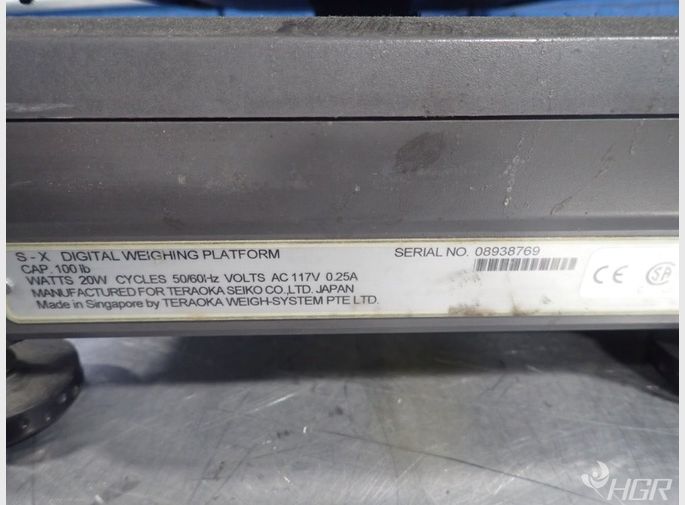 S - X DIGITAL WEIGHING PLATFORM
CAP. 100 lb
WATTS 20W CYCLES 50/60Hz VOLTS AC 117V 0.25A
MANUFACTURED FOR TERAOKA SEIKO CO.,LTD. JAPAN
Made in Singapore by TERAOKA WEIGH-SYSTEM PTE LTD.
SERIAL NO. 08938769
CE
SA
HGR